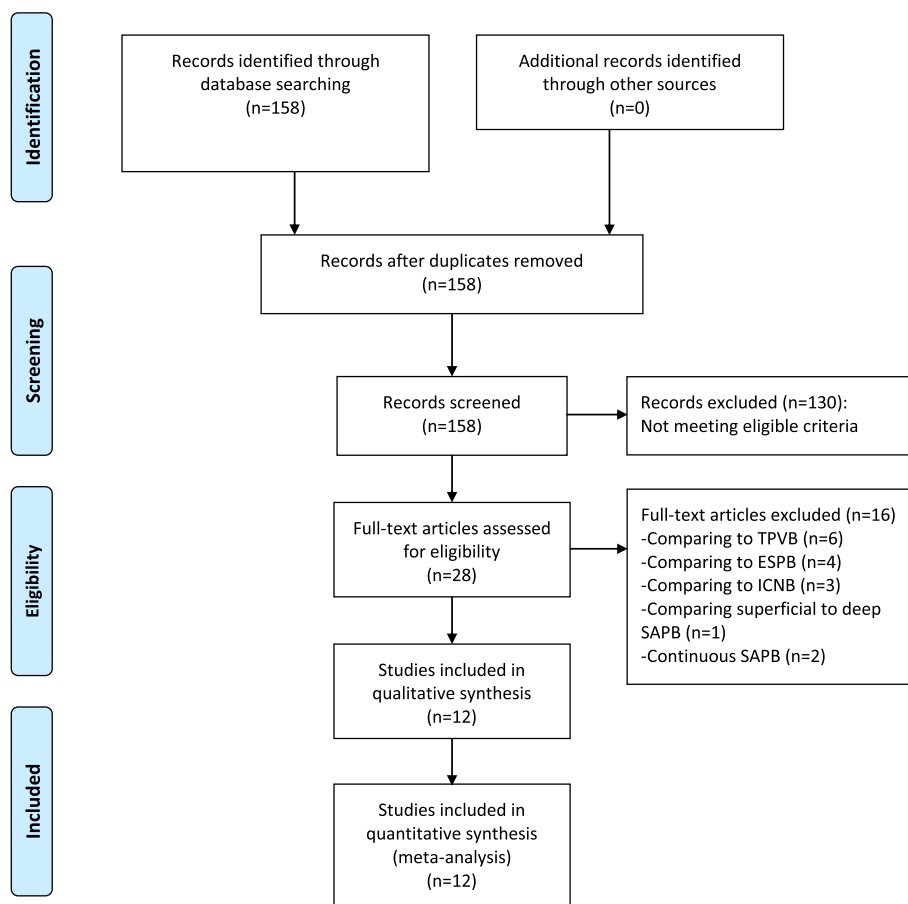 Identification
Records identified through
database searching
(n=158)
Additional records identified
through other sources
(n=0)
Records after duplicates removed
(n=158)
Screening
Records screened
(n=158)
Records excluded (n=130):
Not meeting eligible criteria
Eligibility
Full-text articles assessed
for eligibility
(n=28)
Full-text articles excluded (n=16)
-Comparing to TPVB (n=6)
-Comparing to ESPB (n=4)
-Comparing to ICNB (n=3)
-Comparing superficial to deep
SAPB (n=1)
-Continuous SAPB (n=2)
Studies included in
qualitative synthesis
(n=12)
Included
Studies included in
quantitative synthesis
(meta-analysis)
(n=12)